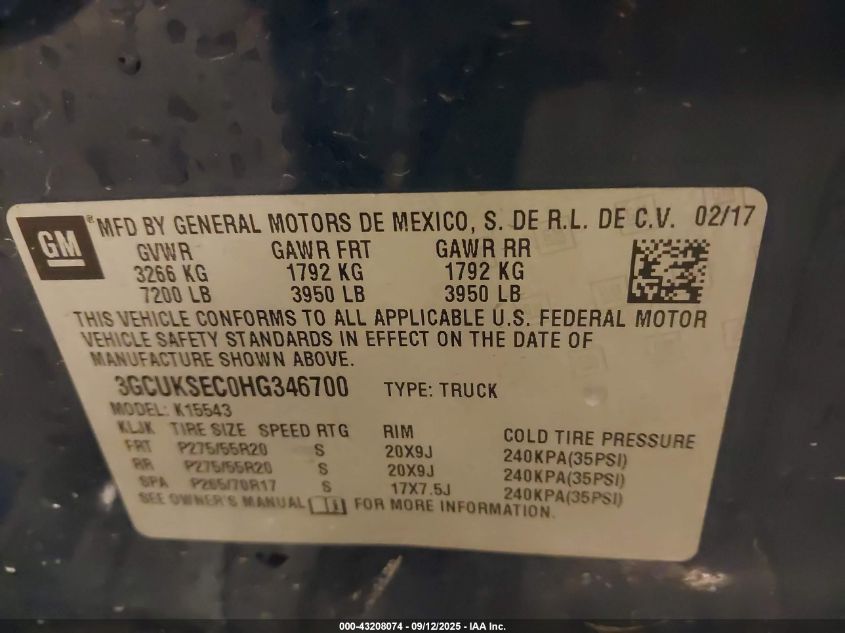 GM ® MFD BY GENERAL MOTORS DE MEXICO, S. DE R.L. DE C.V. 02/17
GVWR GAWR FRT GAWR RR
3266 KG 1792 KG 1792 KG
7200 LB 3950 LB 3950 LB
THIS VEHICLE CONFORMS TO ALL APPLICABLE U.S. FEDERAL MOTOR
VEHICLE SAFETY STANDARDS IN EFFECT ON THE DATE OF
MANUFACTURE SHOWN ABOVE.
3GCUKSEC0HG346700 TYPE: TRUCK
MODEL: K15543
KLJK TIRE SIZE SPEED RTG RIM COLD TIRE PRESSURE
FRT P275/55R20 S 20X9J 240KPA(35PSI)
RR P275/55R20 S 20X9J 240KPA(35PSI)
SPA P265/70R17 S 17X7.5J 240KPA(35PSI)
SEE OWNER'S MANUAL FOR MORE INFORMATION.
000-43208074 - 09/12/2025 - IAA Inc.